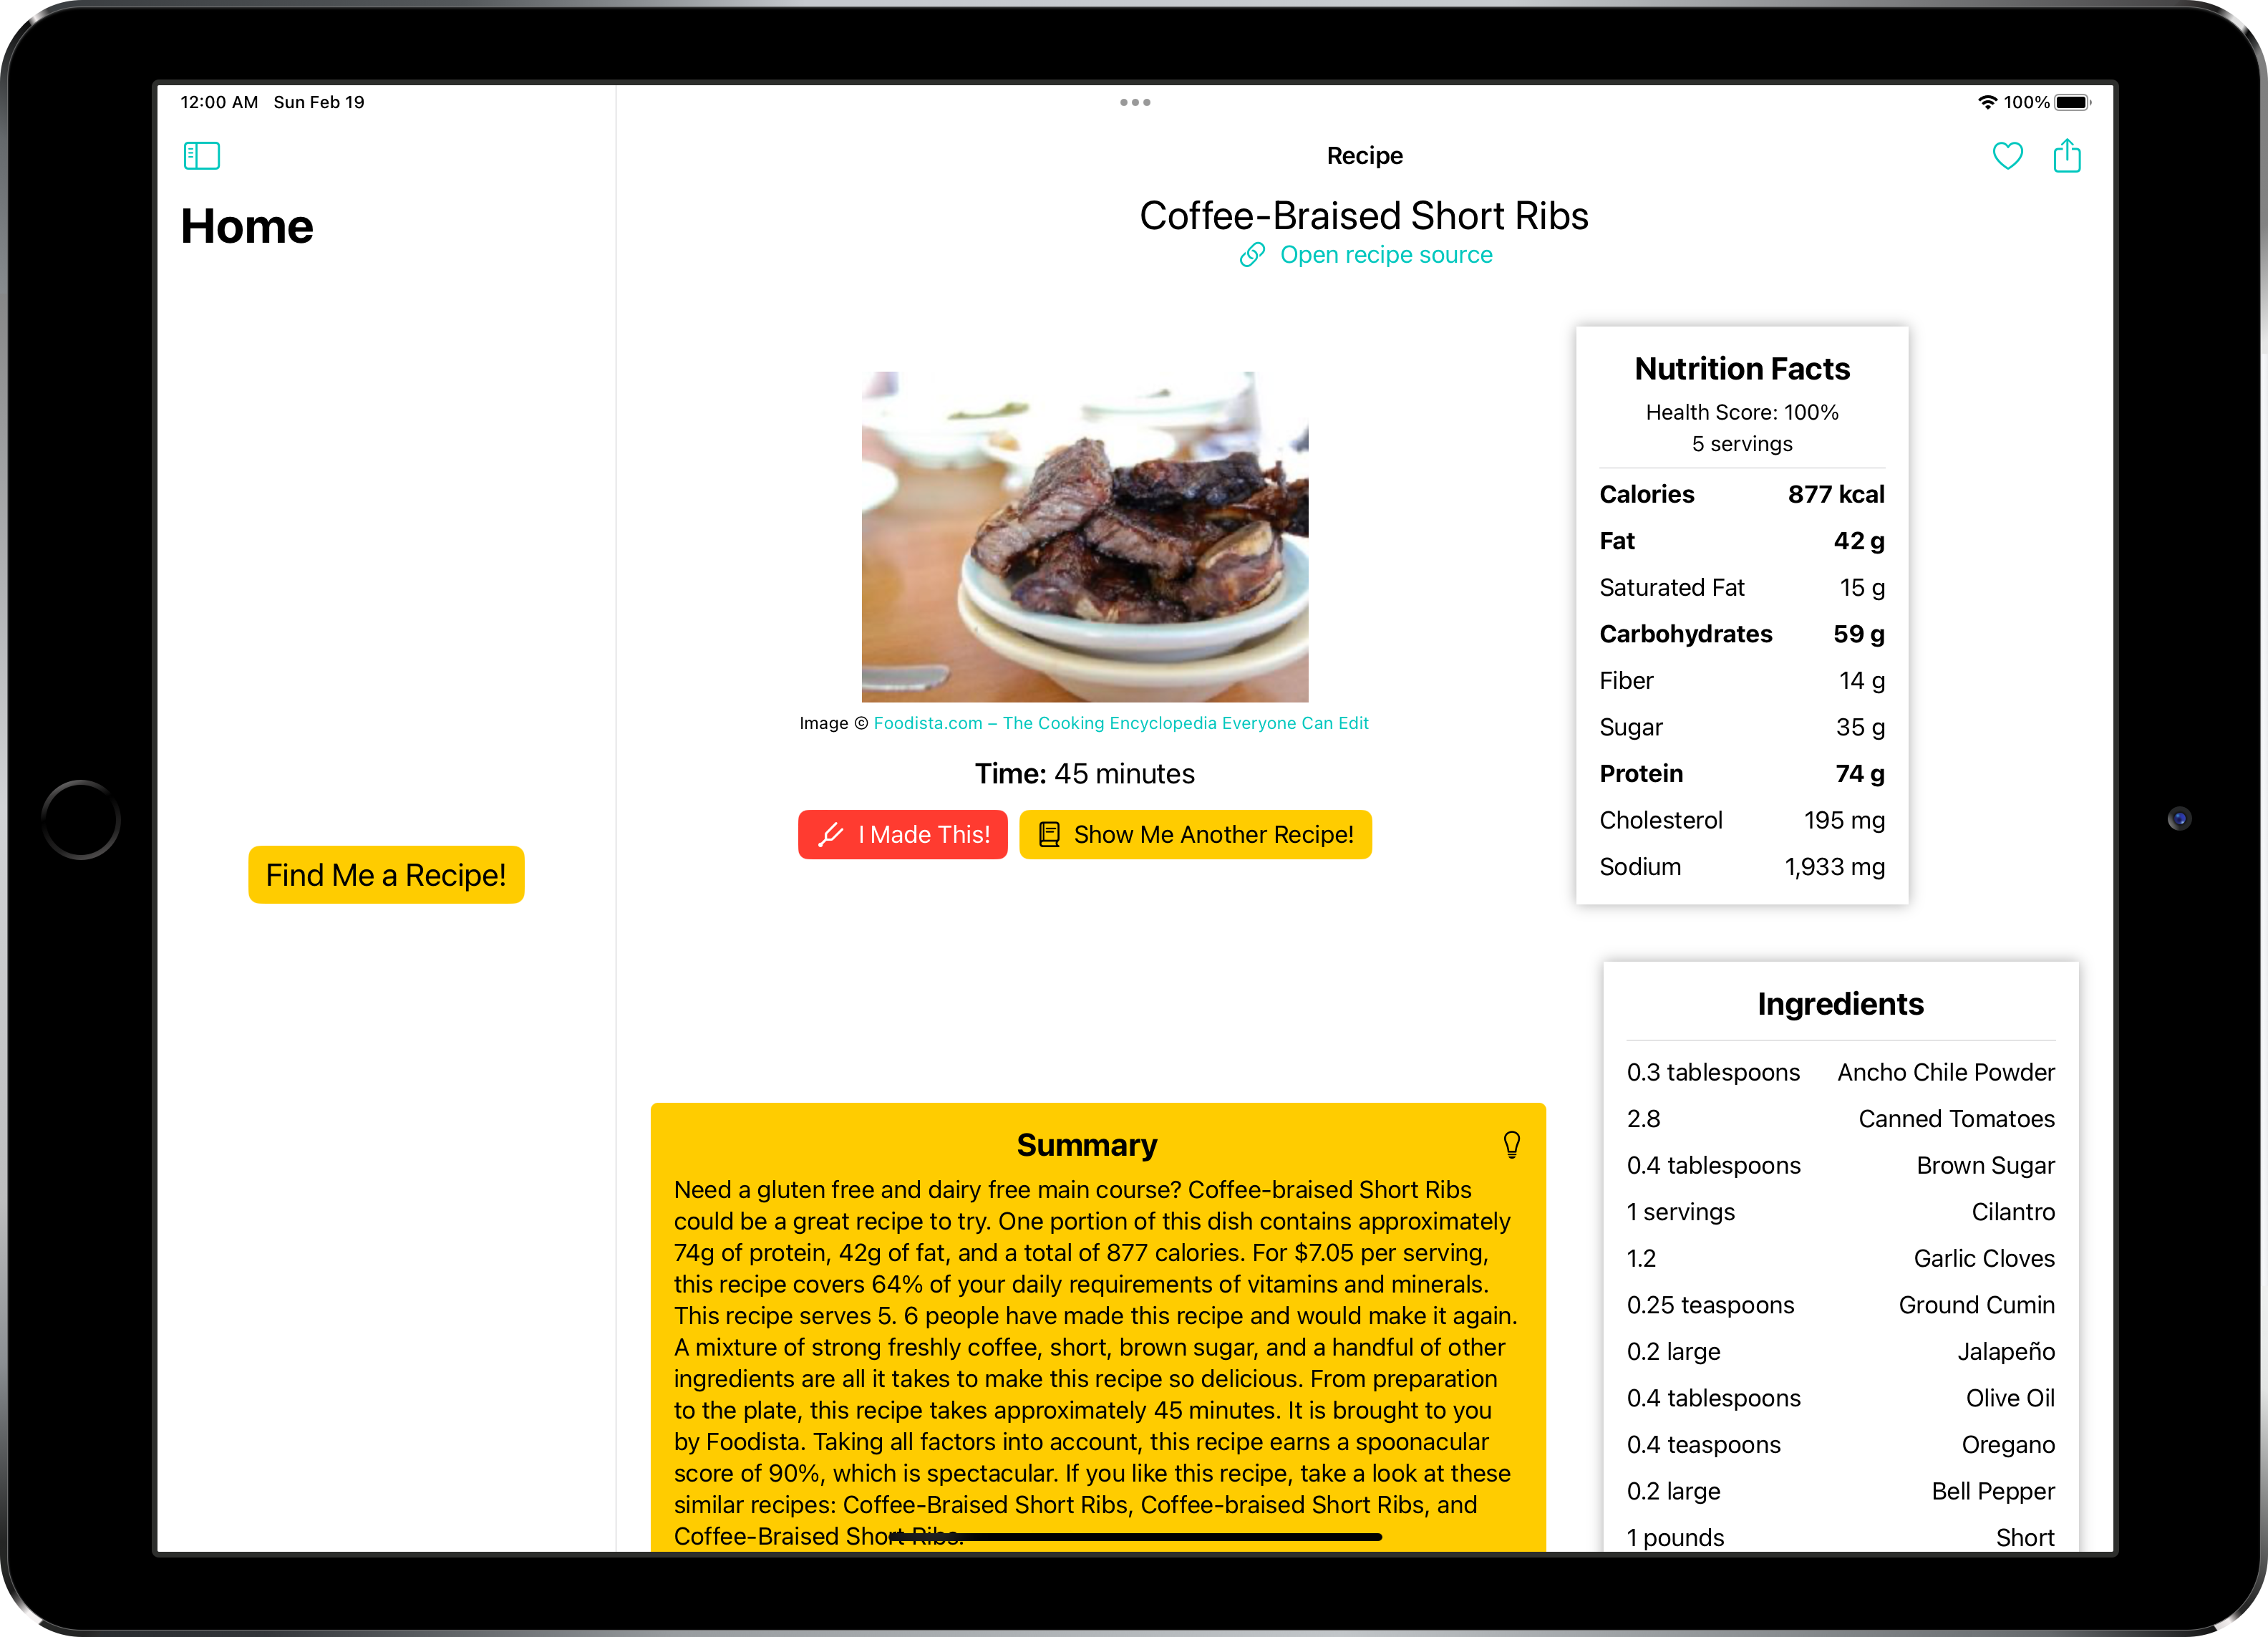 12:00 AM Sun Feb 19
100%
Home
Find Me a Recipe!
Recipe
Coffee-Braised Short Ribs
Open recipe source
Image © Foodista.com – The Cooking Encyclopedia Everyone Can Edit
Time: 45 minutes
I Made This!
Show Me Another Recipe!
Nutrition Facts
Health Score: 100%
5 servings
Calories 877 kcal
Fat 42 g
Saturated Fat 15 g
Carbohydrates 59 g
Fiber 14 g
Sugar 35 g
Protein 74 g
Cholesterol 195 mg
Sodium 1,933 mg
Summary
Need a gluten free and dairy free main course? Coffee-braised Short Ribs
could be a great recipe to try. One portion of this dish contains approximately
74g of protein, 42g of fat, and a total of 877 calories. For $7.05 per serving,
this recipe covers 64% of your daily requirements of vitamins and minerals.
This recipe serves 5. 6 people have made this recipe and would make it again.
A mixture of strong freshly coffee, short, brown sugar, and a handful of other
ingredients are all it takes to make this recipe so delicious. From preparation
to the plate, this recipe takes approximately 45 minutes. It is brought to you
by Foodista. Taking all factors into account, this recipe earns a spoonacular
score of 90%, which is spectacular. If you like this recipe, take a look at these
similar recipes: Coffee-Braised Short Ribs, Coffee-braised Short Ribs, and
Coffee-Braised Short Ribs.
Ingredients
0.3 tablespoons Ancho Chile Powder
2.8 Canned Tomatoes
0.4 tablespoons Brown Sugar
1 servings Cilantro
1.2 Garlic Cloves
0.25 teaspoons Ground Cumin
0.2 large Jalapeño
0.4 tablespoons Olive Oil
0.4 teaspoons Oregano
0.2 large Bell Pepper
1 pounds Short